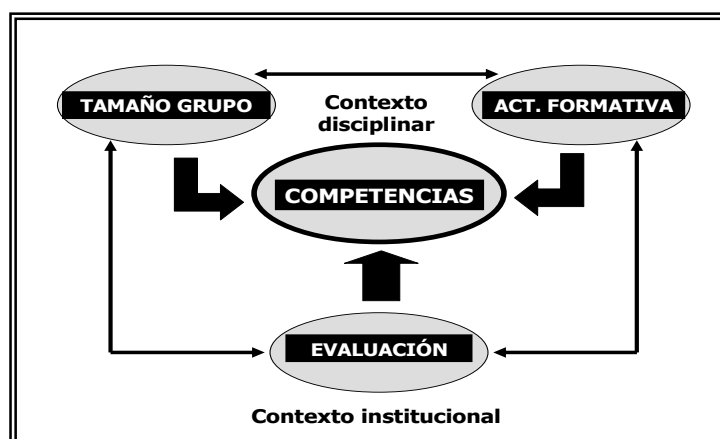 TAMAÑO GRUPO
Contexto
disciplinar
ACT. FORMATIVA
COMPETENCIAS
EVALUACIÓN
Contexto institucional